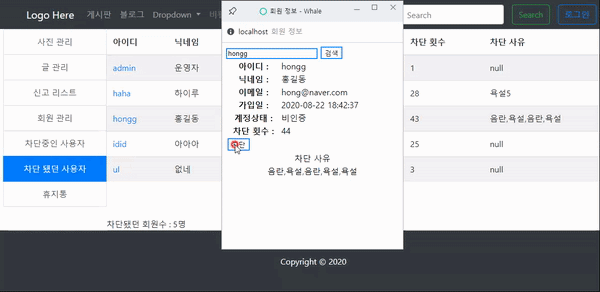 Logo Here 게시판 블로그 Dropdown
Search Search 로그인
회원 정보 - Whale
localhost 회원 정보
hongg 검색
아이디 : hongg
닉네임 : 홍길동
이메일 : hong@naver.com
가입일 : 2020-08-22 18:42:37
계정상태 : 비인증
차단 횟수 : 44
차단 사유
음란,욕설,음란,욕설,욕설
사진 관리
글 관리
신고 리스트
회원 관리
차단중인 사용자
차단 됐던 사용자
휴지통
아이디 닉네임 차단 횟수 차단 사유
admin 운영자 1 null
haha 하이루 28 욕설5
hongg 홍길동 43 음란,욕설,음란,욕설
idid 아아아 25 null
ul 없네 3 null
차단됐던 회원수 : 5명
Copyright © 2020